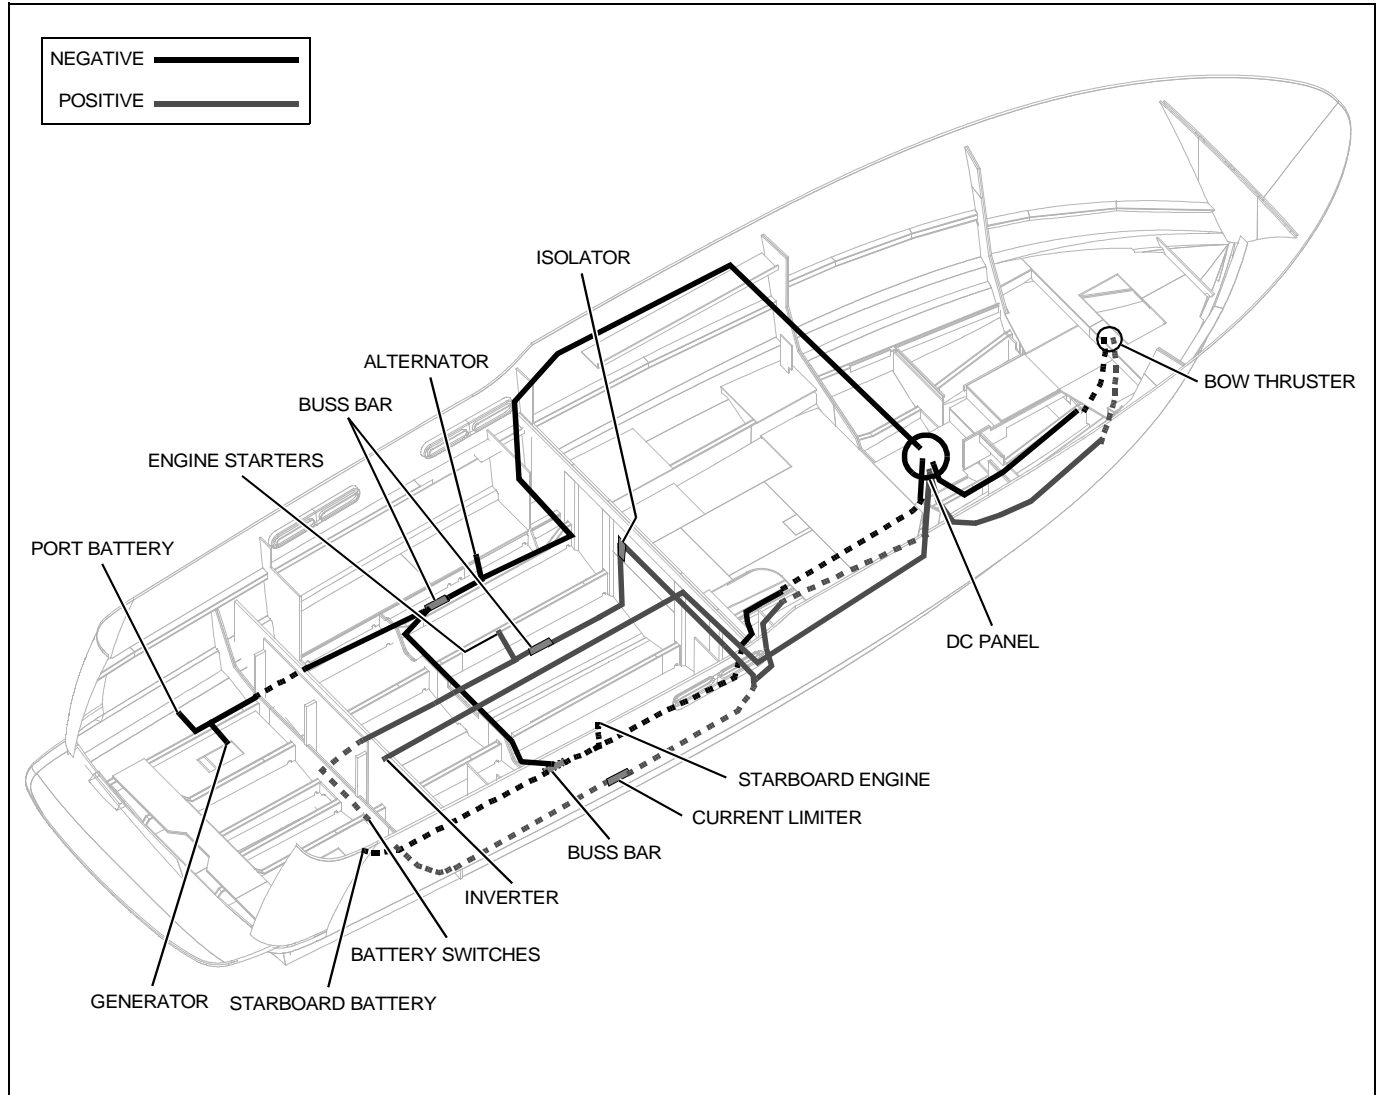 NEGATIVE
POSITIVE
ISOLATOR
ALTERNATOR
BOW THRUSTER
BUSS BAR
ENGINE STARTERS
PORT BATTERY
DC PANEL
STARBOARD ENGINE
CURRENT LIMITER
BUSS BAR
INVERTER
BATTERY SWITCHES
GENERATOR
STARBOARD BATTERY